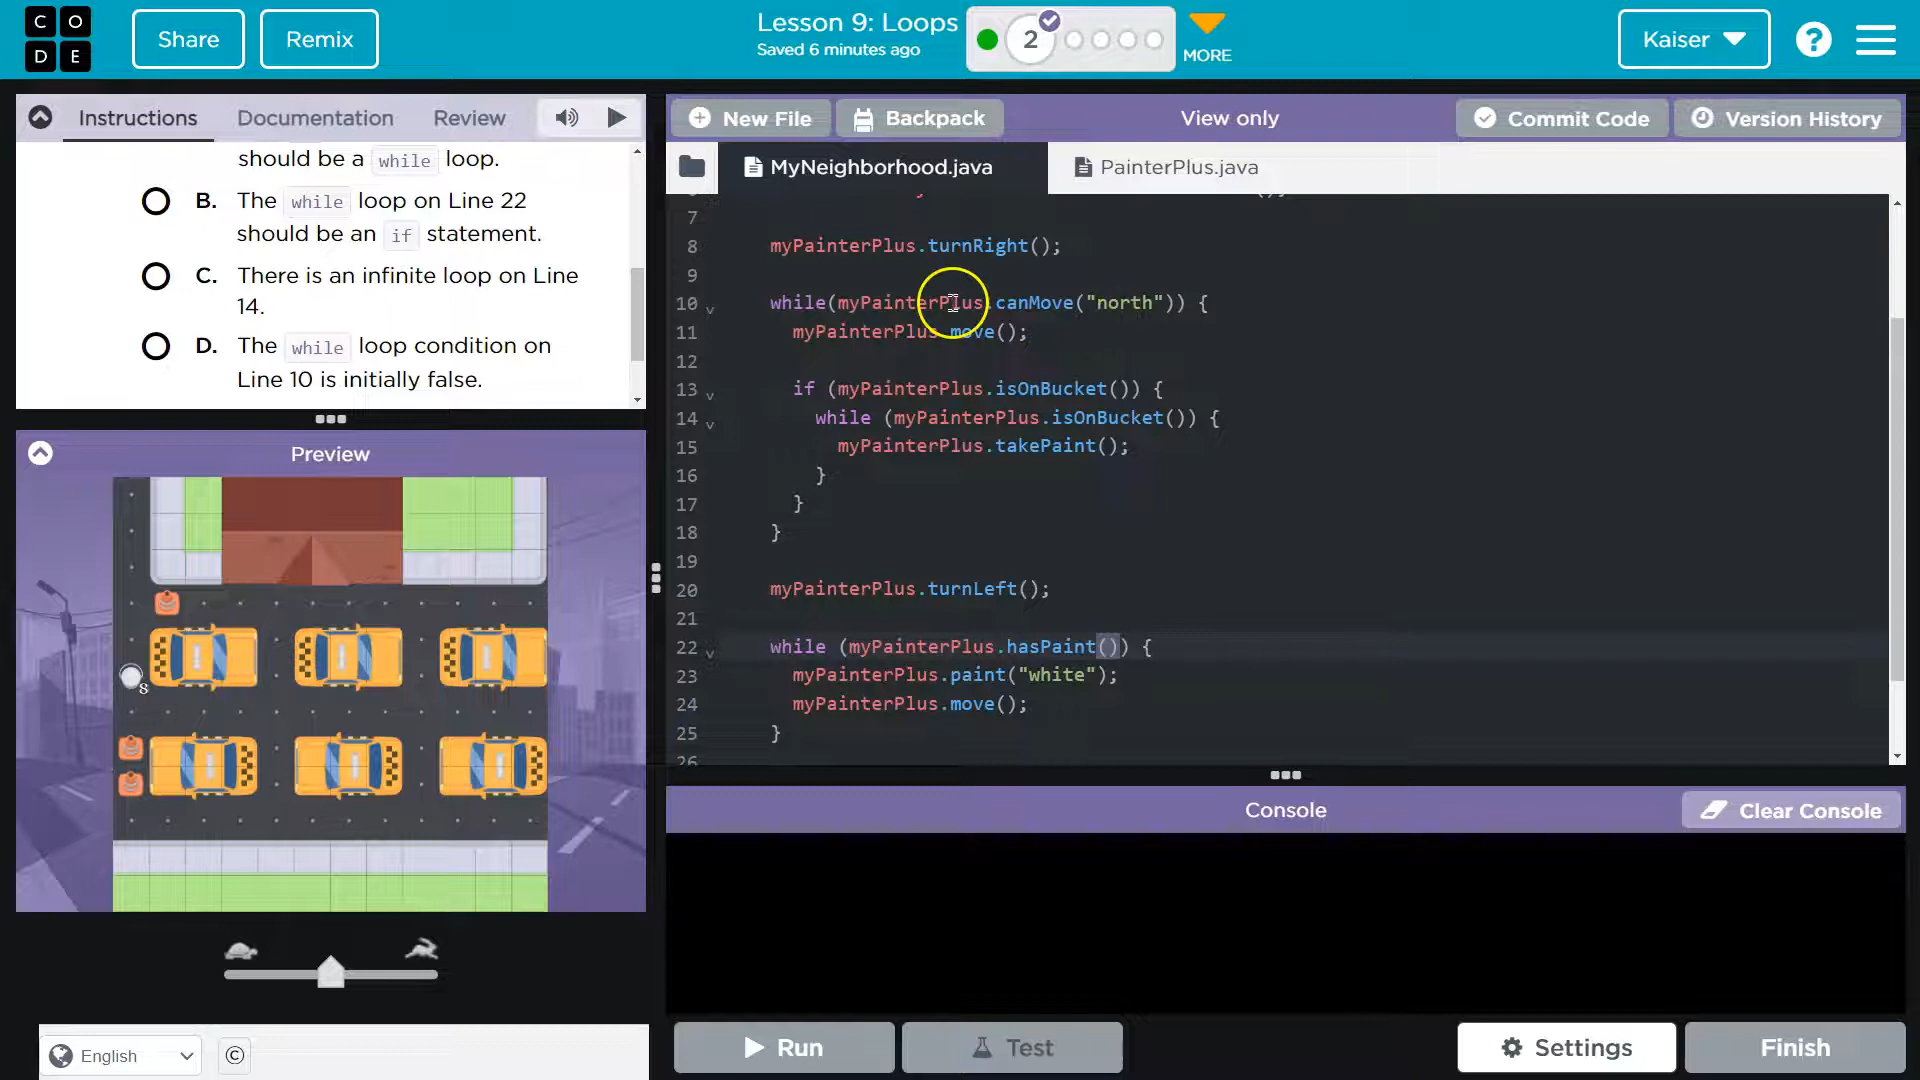 C O
D E
Share
Remix
Lesson 9: Loops
Saved 6 minutes ago
2
MORE
Kaiser
?
Instructions
Documentation
Review
should be a while loop.
B. The while loop on Line 22
should be an if statement.
C. There is an infinite loop on Line
14.
D. The while loop condition on
Line 10 is initially false.
Preview
8
English
©
New File
Backpack
View only
Commit Code
Version History
MyNeighborhood.java
PainterPlus.java
7
8 myPainterPlus.turnRight();
9
10 while(myPainterPlus.canMove("north")) {
11 myPainterPlus.move();
12
13 if (myPainterPlus.isOnBucket()) {
14 while (myPainterPlus.isOnBucket()) {
15 myPainterPlus.takePaint();
16 }
17 }
18 }
19
20 myPainterPlus.turnLeft();
21
22 while (myPainterPlus.hasPaint()) {
23 myPainterPlus.paint("white");
24 myPainterPlus.move();
25 }
26
Console
Clear Console
Run
Test
Settings
Finish